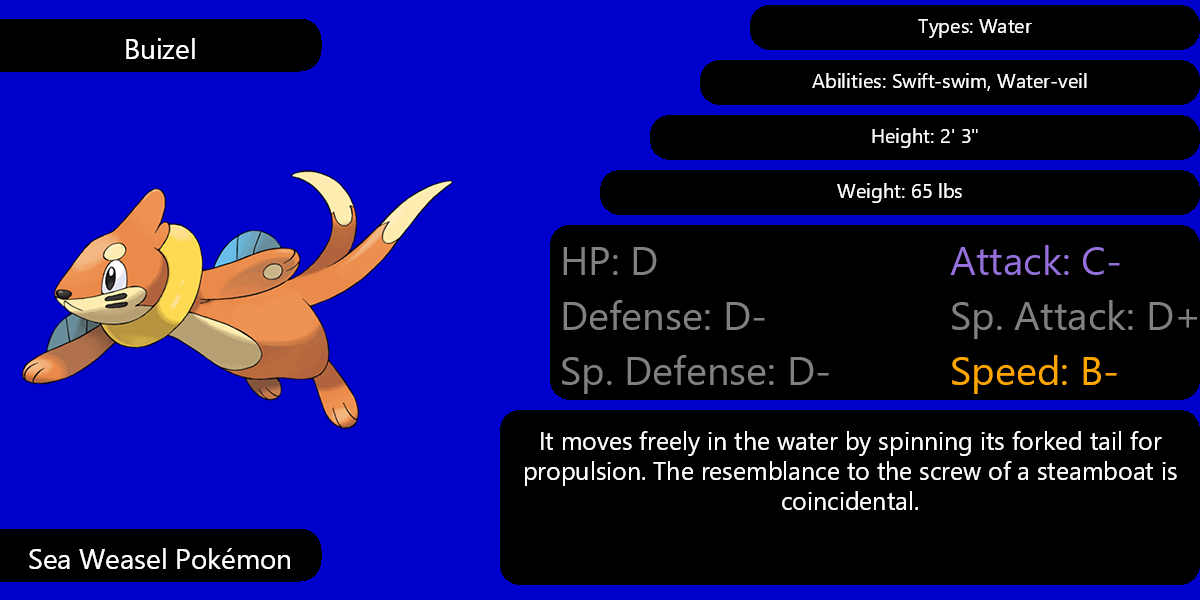 Buizel
Types: Water
Abilities: Swift-swim, Water-veil
Height: 2' 3"
Weight: 65 lbs
HP: D
Attack: C-
Defense: D-
Sp. Attack: D+
Sp. Defense: D-
Speed: B-
It moves freely in the water by spinning its forked tail for
propulsion. The resemblance to the screw of a steamboat is
coincidental.
Sea Weasel Pokémon